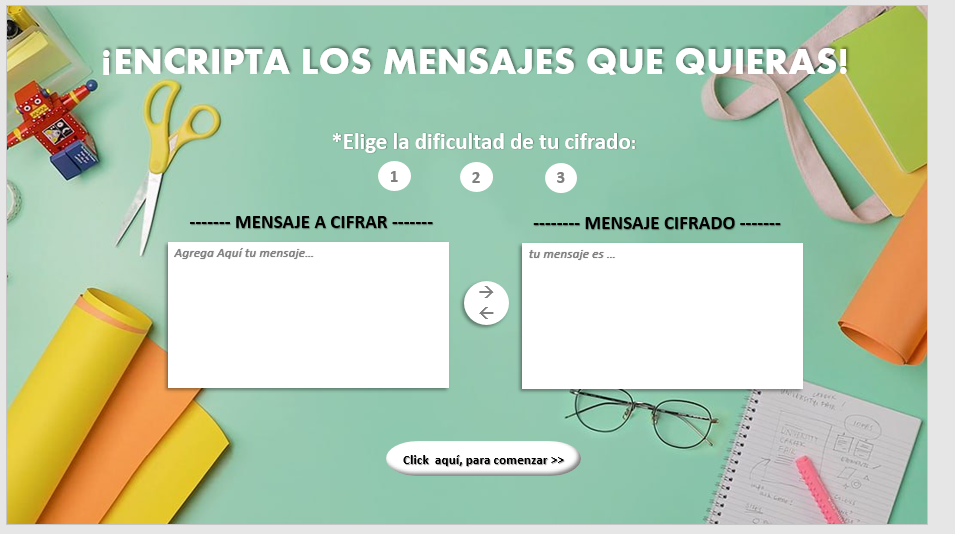 ¡ENCRIPTA LOS MENSAJES QUE QUIERAS!
*Elige la dificultad de tu cifrado:
1 2 3
------- MENSAJE A CIFRAR ------- -------- MENSAJE CIFRADO -------
Agrega Aquí tu mensaje... tu mensaje es ...
Click  aquí, para comenzar >>